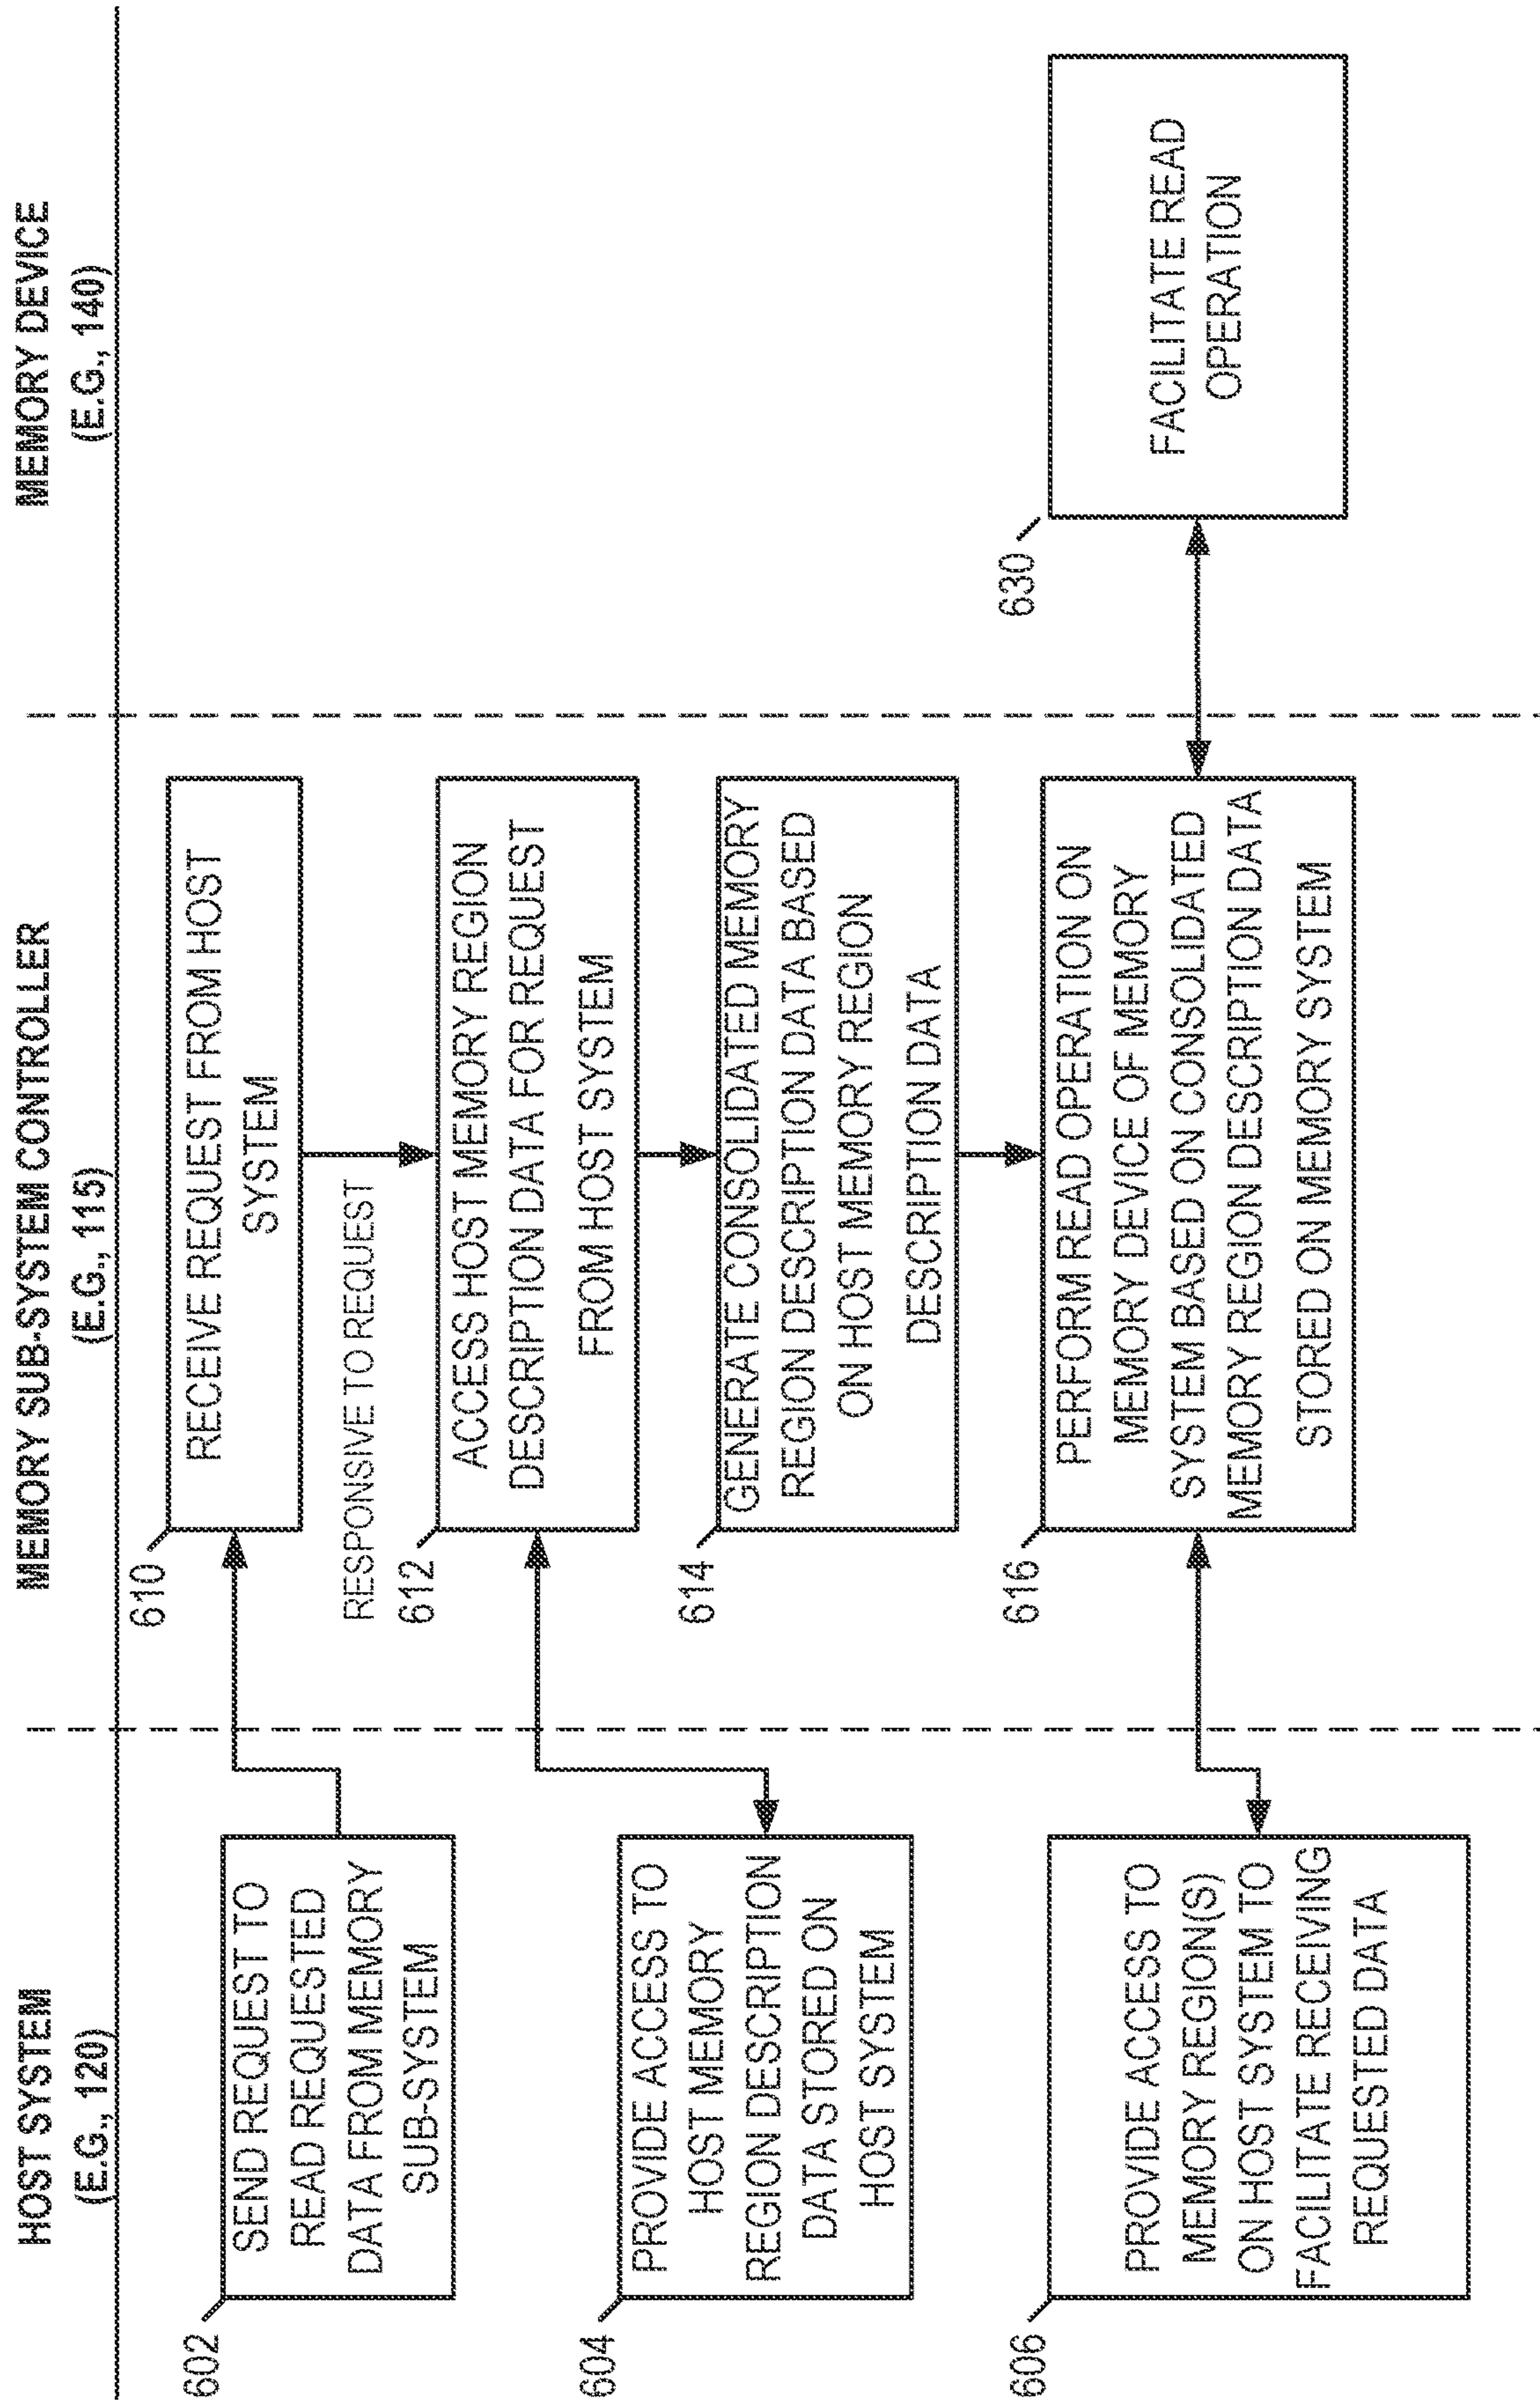 HOST SYSTEM
(E.G., 120)
MEMORY SUB-SYSTEM CONTROLLER
(E.G., 115)
MEMORY DEVICE
(E.G., 140)
602
SEND REQUEST TO
READ REQUESTED
DATA FROM MEMORY
SUB-SYSTEM
610
RECEIVE REQUEST FROM HOST
SYSTEM
RESPONSIVE TO REQUEST
604
PROVIDE ACCESS TO
HOST MEMORY
REGION DESCRIPTION
DATA STORED ON
HOST SYSTEM
612
ACCESS HOST MEMORY REGION
DESCRIPTION DATA FOR REQUEST
FROM HOST SYSTEM
614
GENERATE CONSOLIDATED MEMORY
REGION DESCRIPTION DATA BASED
ON HOST MEMORY REGION
DESCRIPTION DATA
606
PROVIDE ACCESS TO
MEMORY REGION(S)
ON HOST SYSTEM TO
FACILITATE RECEIVING
REQUESTED DATA
616
PERFORM READ OPERATION ON
MEMORY DEVICE OF MEMORY
SYSTEM BASED ON CONSOLIDATED
MEMORY REGION DESCRIPTION DATA
STORED ON MEMORY SYSTEM
630
FACILITATE READ
OPERATION